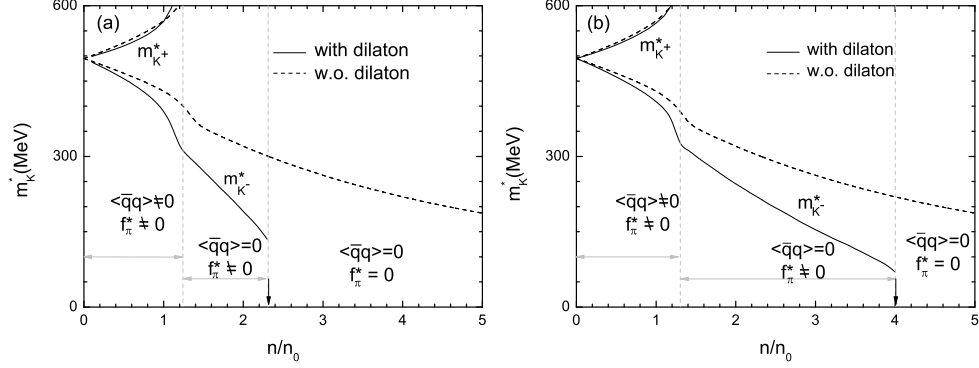 (a)
600
300
0
m*K(MeV)
m*K+
with dilaton
w.o. dilaton
m*K-
<q̄q>≠0
f*π ≠ 0
<q̄q>=0
f*π ≠ 0
<q̄q>=0
f*π = 0
0 1 2 3 4 5
n/n0
(b)
600
300
0
m*K(MeV)
m*K+
with dilaton
w.o. dilaton
m*K-
<q̄q>≠0
f*π ≠ 0
<q̄q>=0
f*π ≠ 0
<q̄q>=0
f*π = 0
0 1 2 3 4 5
n/n0